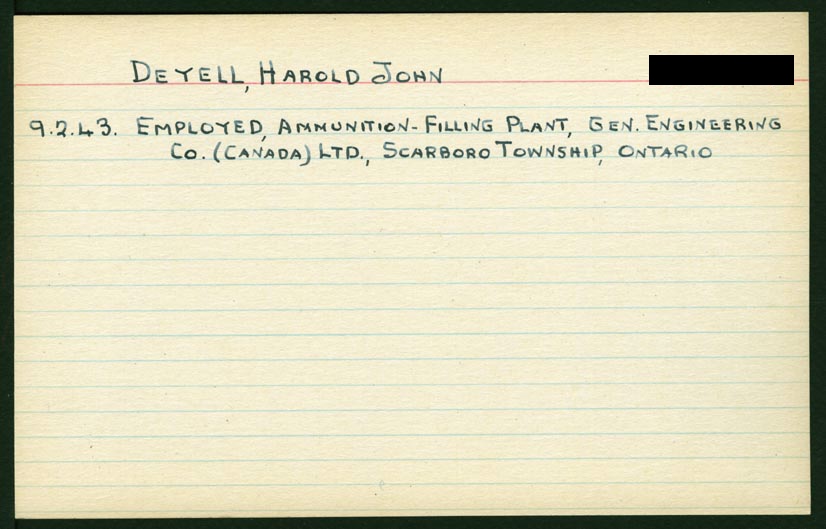 DEYELL, HAROLD JOHN
9.2.43. EMPLOYED, AMMUNITION-FILLING PLANT, GEN. ENGINEERING
CO. (CANADA) LTD., SCARBORO TOWNSHIP, ONTARIO